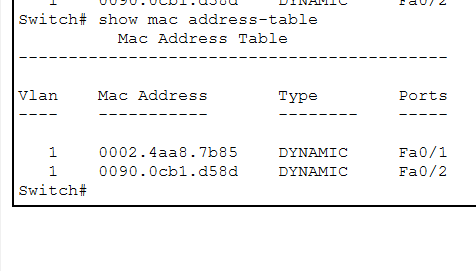 1    0090.0cb1.d58d    DYNAMIC     Fa0/2
Switch# show mac address-table
          Mac Address Table
-------------------------------------------

Vlan    Mac Address       Type        Ports
----    -----------       --------    -----

   1    0002.4aa8.7b85    DYNAMIC     Fa0/1
   1    0090.0cb1.d58d    DYNAMIC     Fa0/2
Switch#